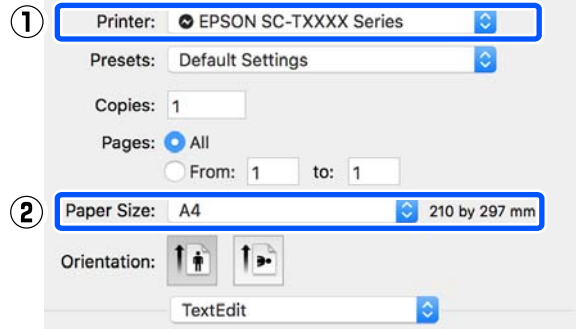 ① Printer: EPSON SC-TXXXX Series
Presets: Default Settings
Copies: 1
Pages: All
From: 1 to: 1
② Paper Size: A4 210 by 297 mm
Orientation:
TextEdit